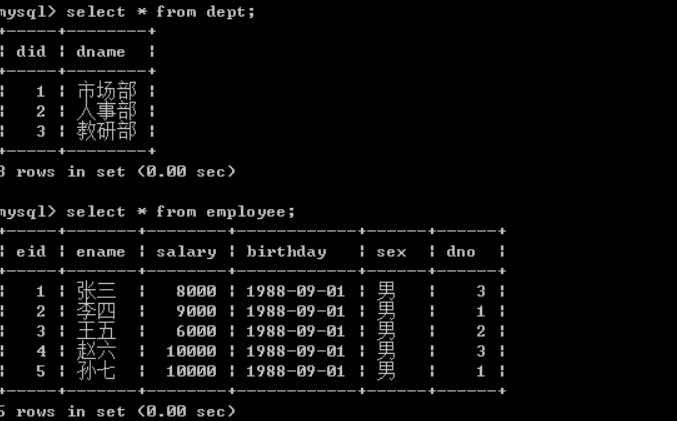 mysql> select * from dept;
+-----+--------+
| did | dname  |
+-----+--------+
|   1 | 市场部 |
|   2 | 人事部 |
|   3 | 教研部 |
+-----+--------+
3 rows in set (0.00 sec)
mysql> select * from employee;
+-----+-------+--------+------------+------+------+
| eid | ename | salary | birthday   | sex  | dno  |
+-----+-------+--------+------------+------+------+
|   1 | 张三  |   8000 | 1988-09-01 | 男   |    3 |
|   2 | 李四  |   9000 | 1988-09-01 | 男   |    1 |
|   3 | 王五  |   6000 | 1988-09-01 | 男   |    2 |
|   4 | 赵六  |  10000 | 1988-09-01 | 男   |    3 |
|   5 | 孙七  |  10000 | 1988-09-01 | 男   |    1 |
+-----+-------+--------+------------+------+------+
5 rows in set (0.00 sec)